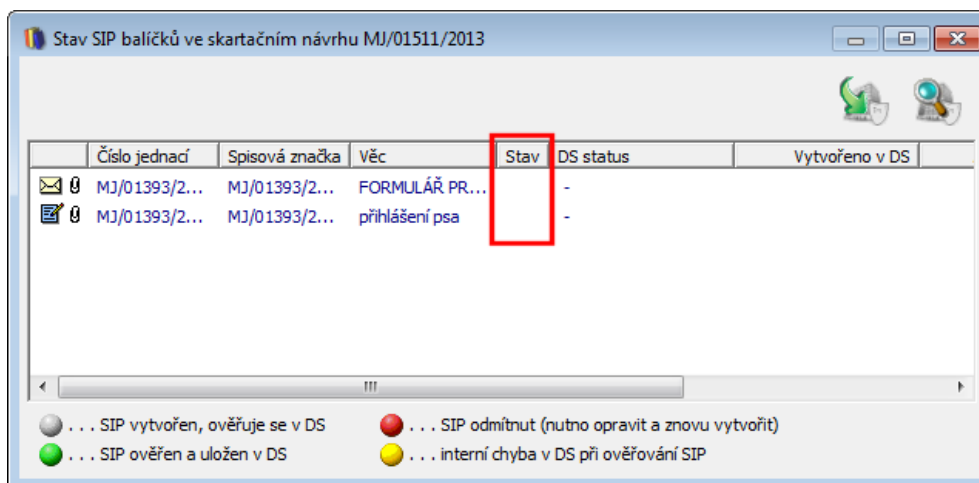 Stav SIP balíčků ve skartačním návrhu MJ/01511/2013
Číslo jednací Spisová značka Věc Stav DS status Vytvořeno v DS
MJ/01393/2... MJ/01393/2... FORMULÁŘ PR... -
MJ/01393/2... MJ/01393/2... přihlášení psa -
. . . SIP vytvořen, ověřuje se v DS . . . SIP odmítnut (nutno opravit a znovu vytvořit)
. . . SIP ověřen a uložen v DS . . . interní chyba v DS při ověřování SIP